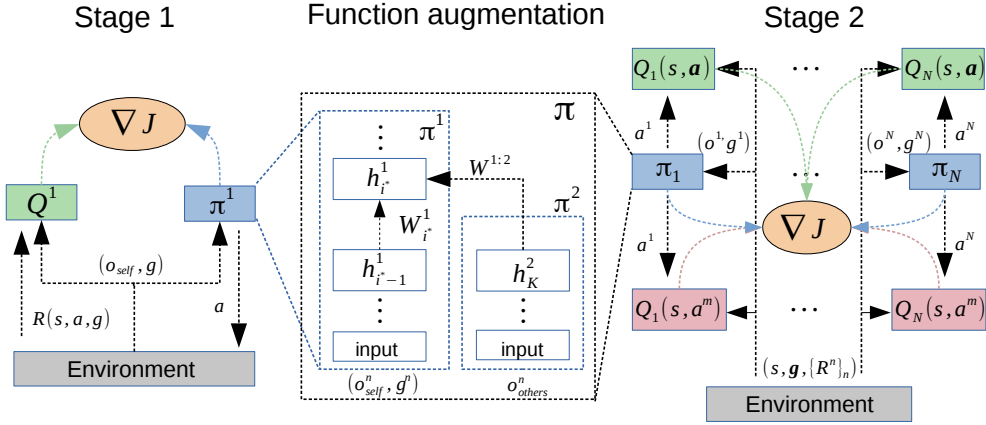 Stage 1
Function augmentation
Stage 2
∇J
Q^1
π^1
(o_self, g)
R(s, a, g)
a
Environment
π
π^1
⋮
h^1_{i*}
W^{1:2}
W^1_{i*}
π^2
h^1_{i*-1}
h^2_K
⋮
⋮
input
input
(o^n_self, g^n)
o^n_others
Q_1(s, a)
...
Q_N(s, a)
a^1
(o^1, g^1)
(o^N, g^N)
a^N
π_1
...
π_N
∇J
a^1
a^N
Q_1(s, a^m)
...
Q_N(s, a^m)
(s, g, {R^n}_n)
Environment